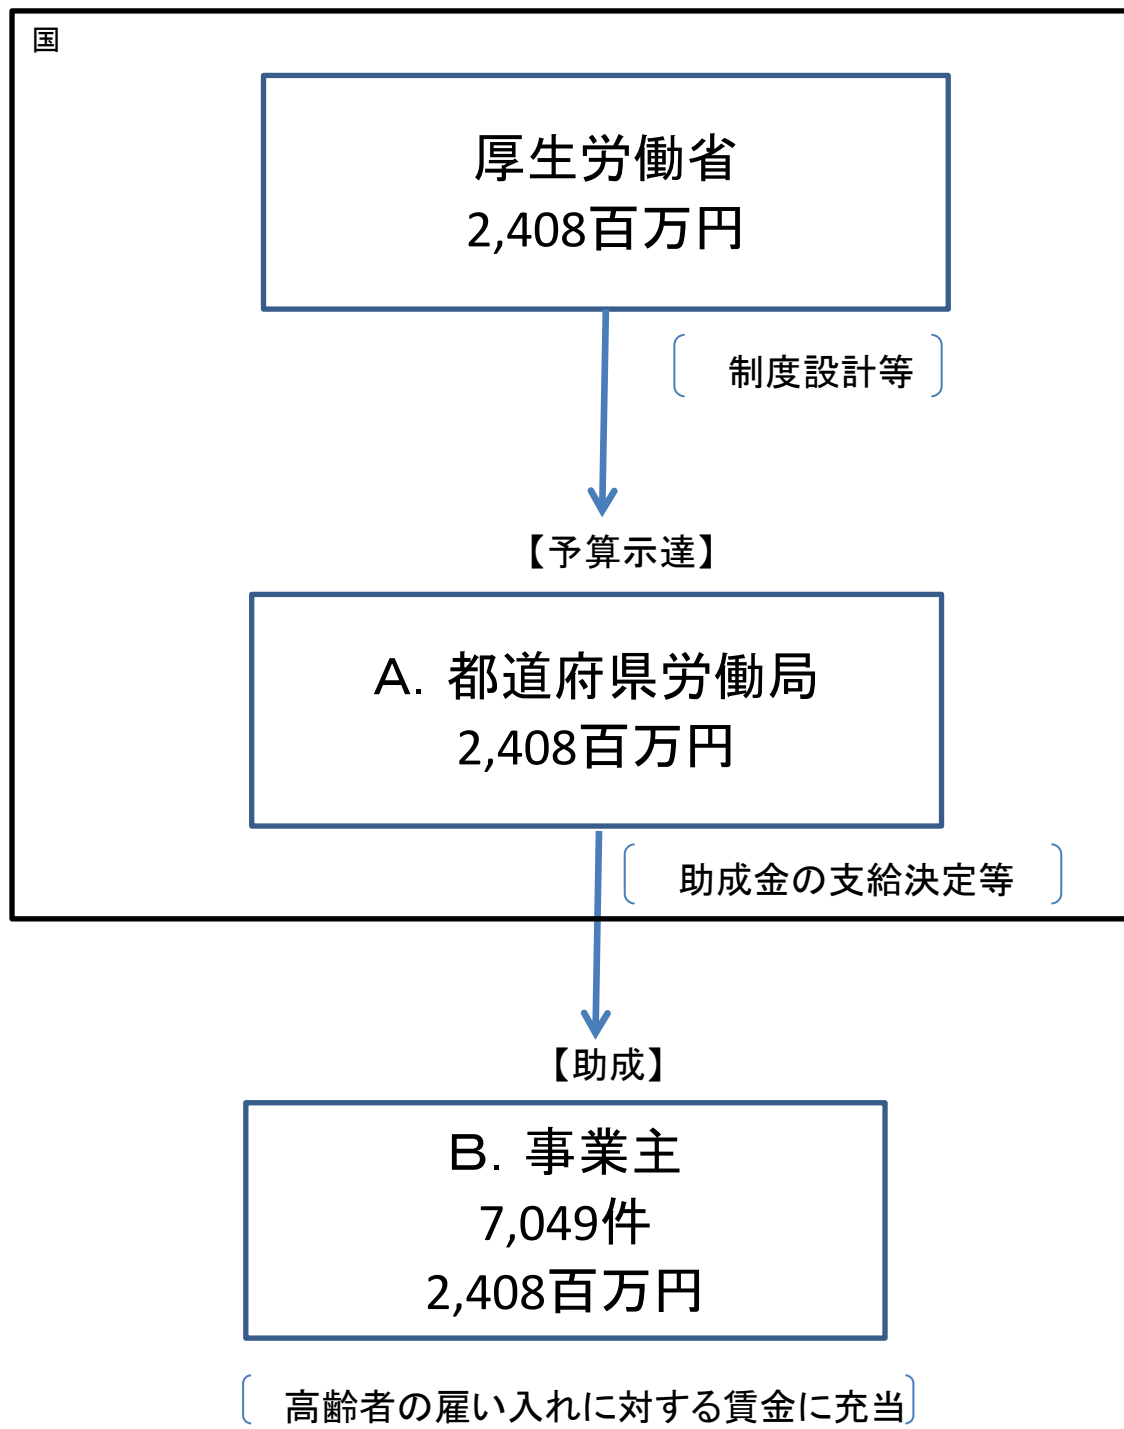 国
厚生労働省
2,408百万円
制度設計等
【予算示達】
Ａ．都道府県労働局
2,408百万円
助成金の支給決定等
【助成】
Ｂ．事業主
7,049件
2,408百万円
高齢者の雇い入れに対する賃金に充当